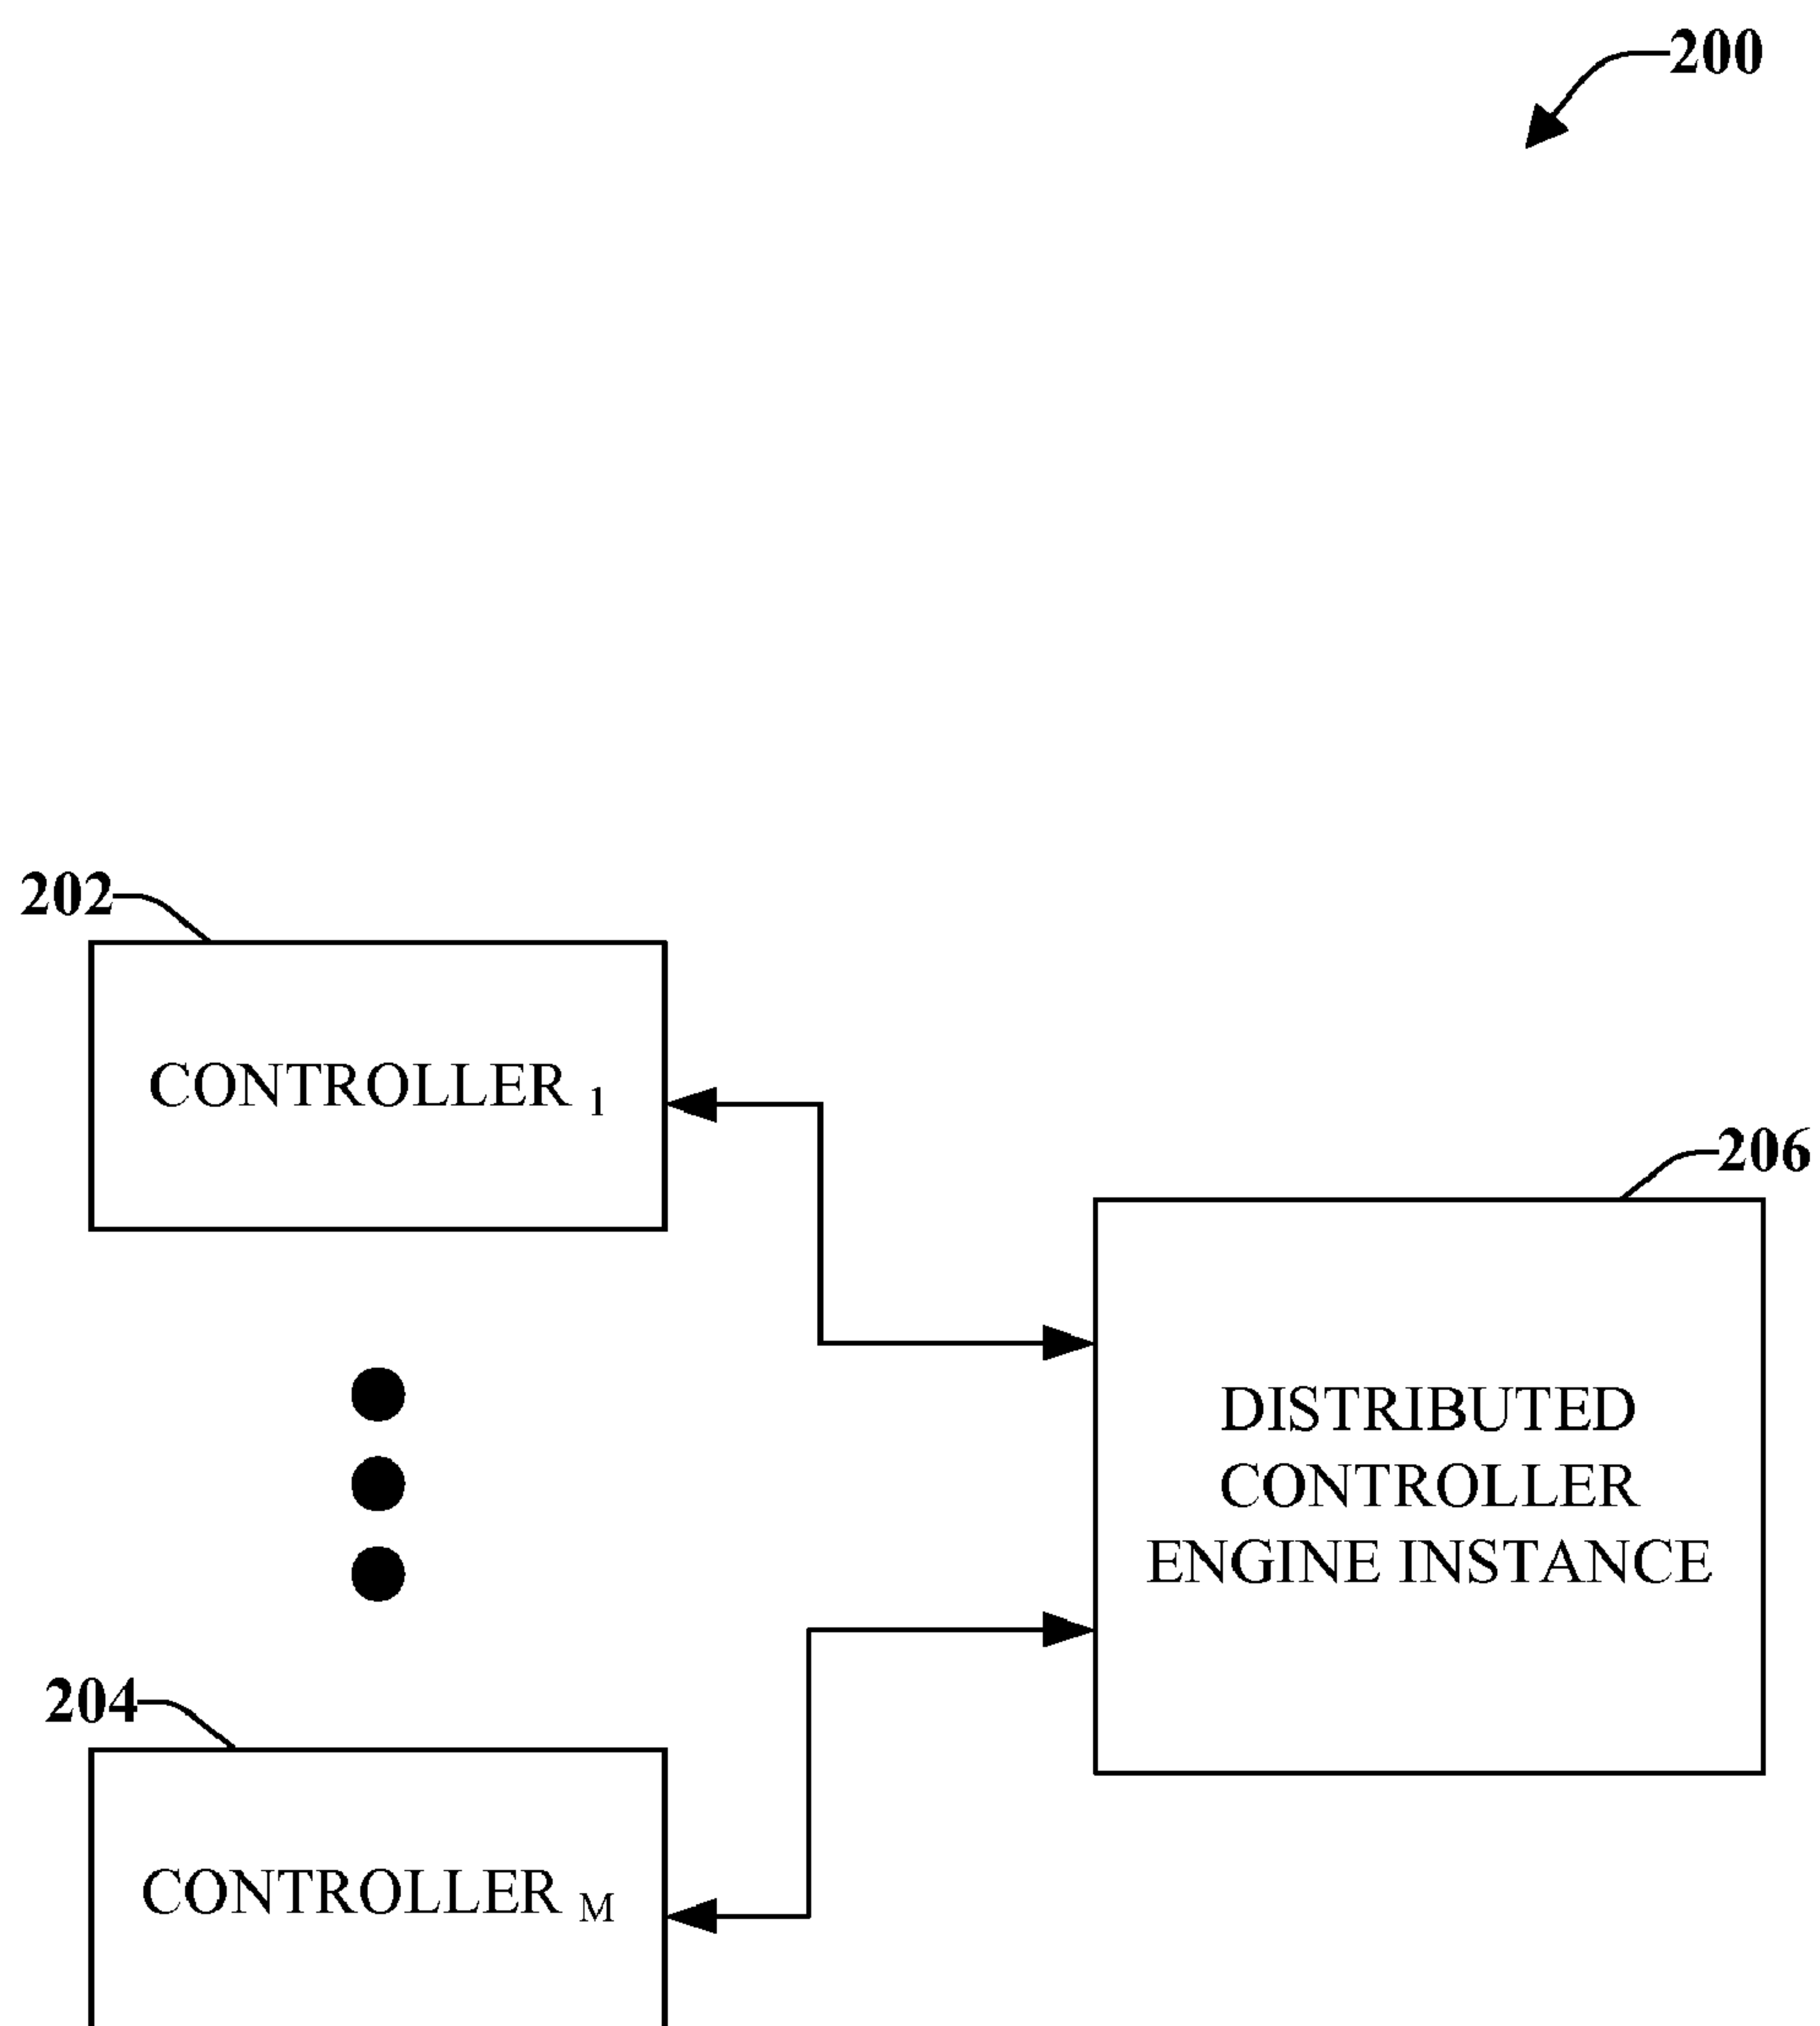 200
202
CONTROLLER 1
206
DISTRIBUTED
CONTROLLER
ENGINE INSTANCE
204
CONTROLLER M